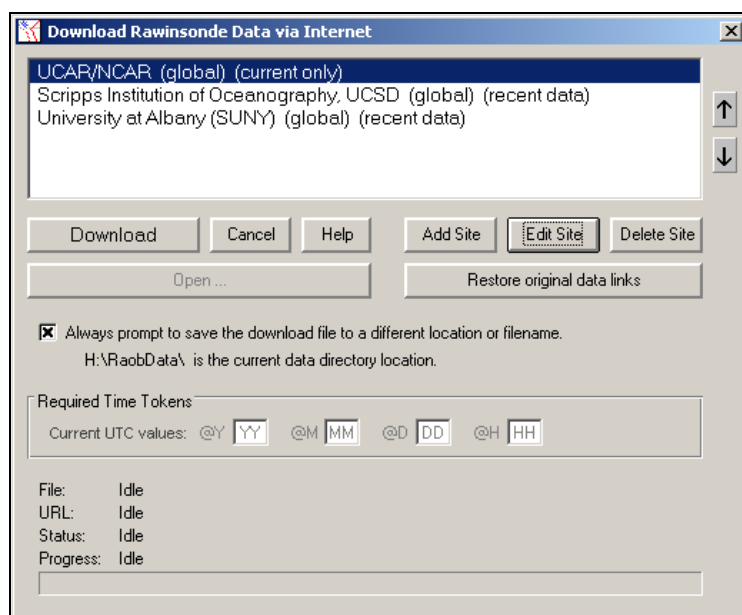 Download Rawinsonde Data via Internet
UCAR/NCAR (global) (current only)
Scripps Institution of Oceanography, UCSD (global) (recent data)
University at Albany (SUNY) (global) (recent data)
Download Cancel Help Add Site Edit Site Delete Site
Open ... Restore original data links
Always prompt to save the download file to a different location or filename.
H:\RaobData\ is the current data directory location.
Required Time Tokens
Current UTC values: @Y YY @M MM @D DD @H HH
File: Idle
URL: Idle
Status: Idle
Progress: Idle